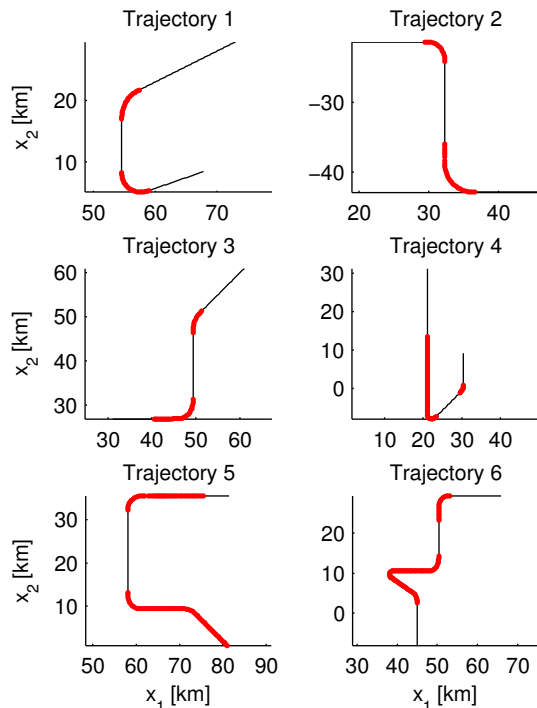 Trajectory 1
Trajectory 2
x₂ [km]
20
10
50 60 70
−30
−40
20 30 40
Trajectory 3
Trajectory 4
x₂ [km]
60
50
40
30
30 40 50 60
30
20
10
0
10 20 30 40
Trajectory 5
Trajectory 6
x₂ [km]
30
20
10
50 60 70 80 90
x₁ [km]
20
10
0
30 40 50 60 70
x₁ [km]